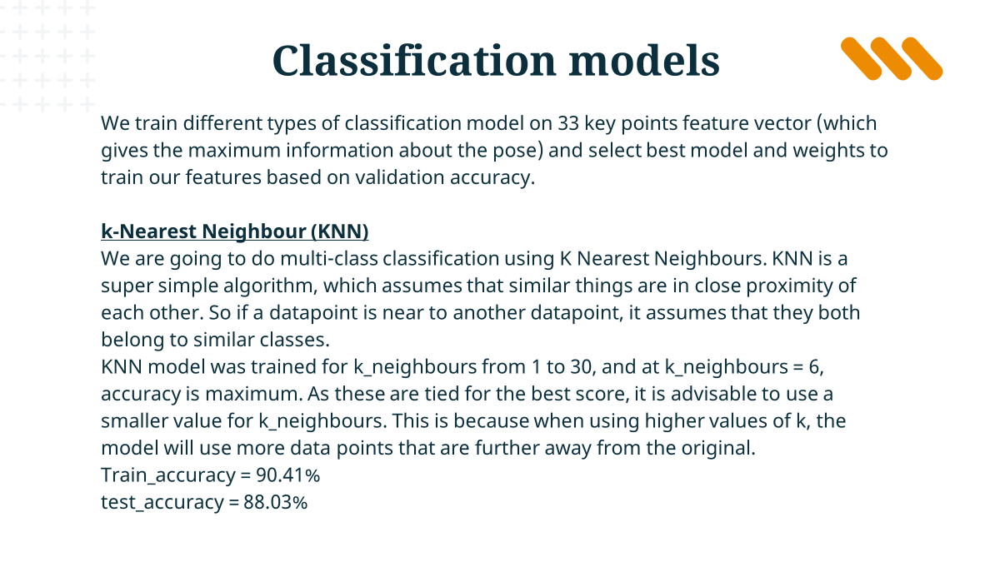 Classification models
We train different types of classification model on 33 key points feature vector (which
gives the maximum information about the pose) and select best model and weights to
train our features based on validation accuracy.
k-Nearest Neighbour (KNN)
We are going to do multi-class classification using K Nearest Neighbours. KNN is a
super simple algorithm, which assumes that similar things are in close proximity of
each other. So if a datapoint is near to another datapoint, it assumes that they both
belong to similar classes.
KNN model was trained for k_neighbours from 1 to 30, and at k_neighbours = 6,
accuracy is maximum. As these are tied for the best score, it is advisable to use a
smaller value for k_neighbours. This is because when using higher values of k, the
model will use more data points that are further away from the original.
Train_accuracy = 90.41%
test_accuracy = 88.03%